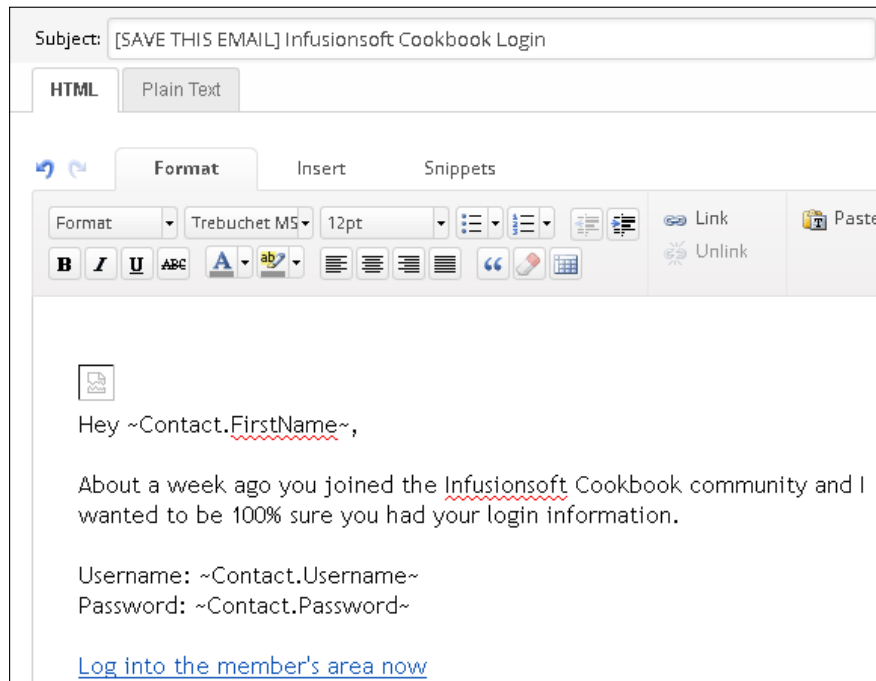 Subject: [SAVE THIS EMAIL] Infusionsoft Cookbook Login
HTML Plain Text
Format Insert Snippets
Format Trebuchet MS 12pt Link Paste
B I U ABC A ab Unlink
Hey ~Contact.FirstName~,
About a week ago you joined the Infusionsoft Cookbook community and I
wanted to be 100% sure you had your login information.
Username: ~Contact.Username~
Password: ~Contact.Password~
Log into the member's area now